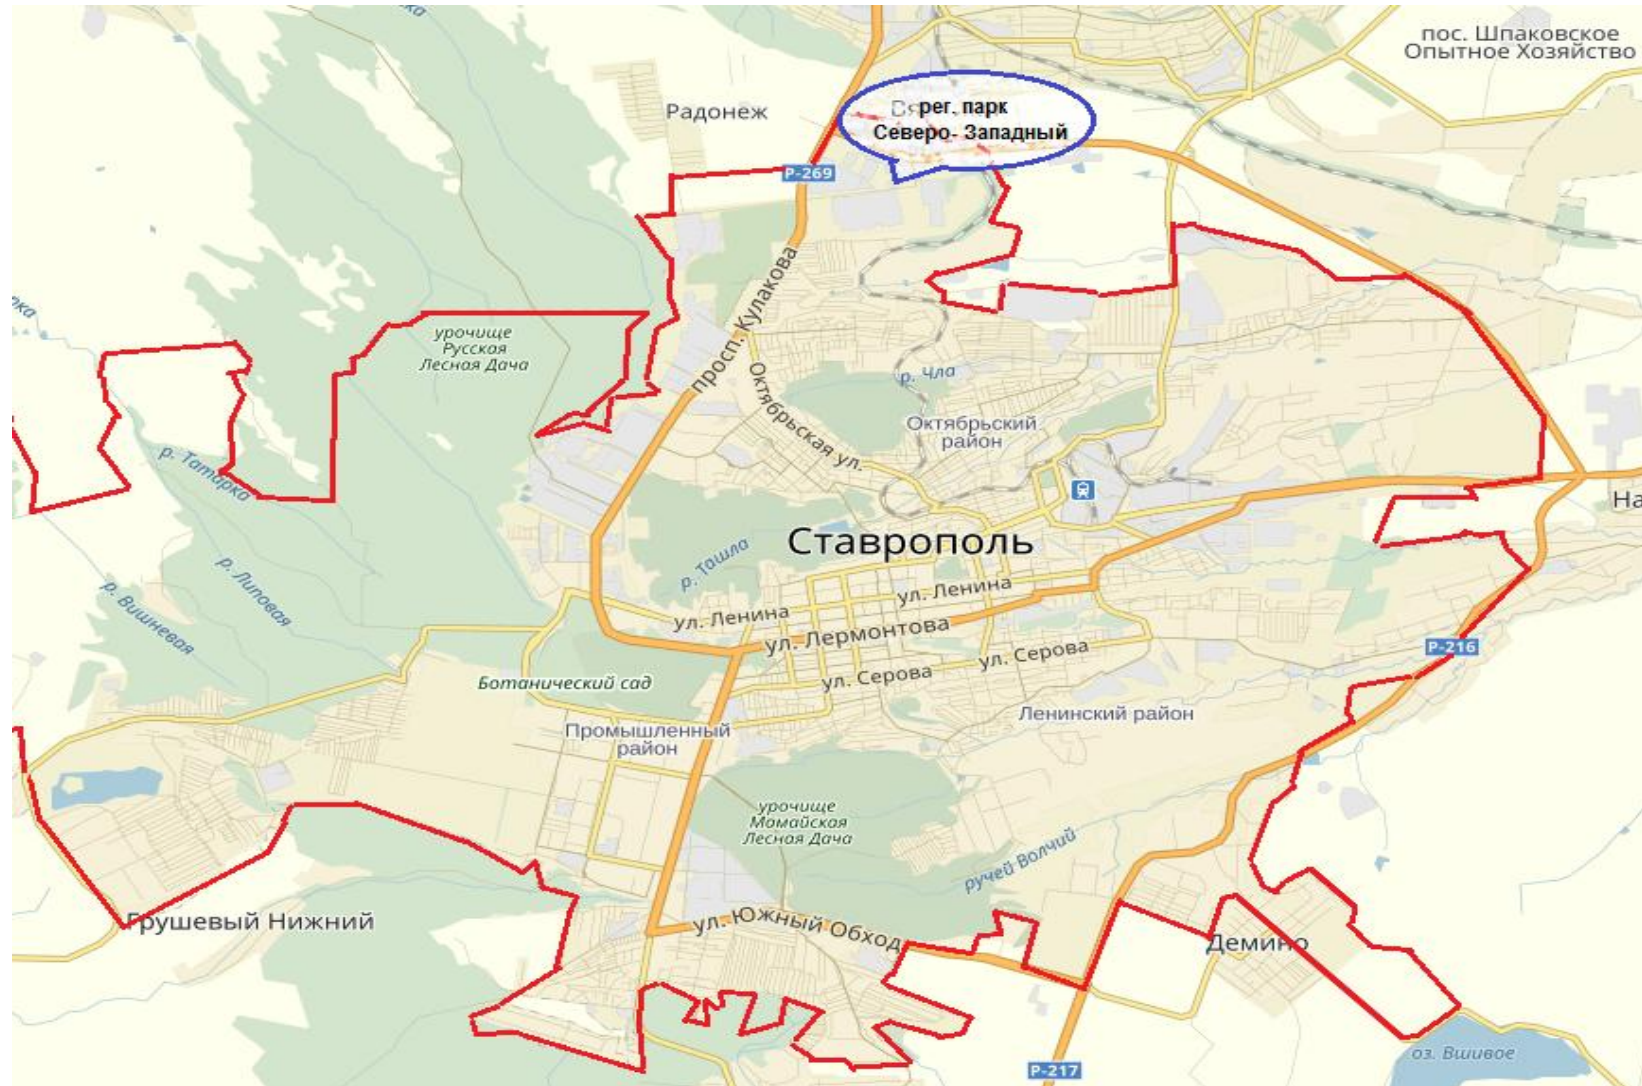 пос. Шпаковское
Опытное Хозяйство
Радонеж
рег. парк
Северо- Западный
Р-269
просп. Кулакова
урочище
Русская
Лесная Дача
Октябрьская ул.
р. Чла
Октябрьский
район
р. Татарка
На
Ставрополь
р. Ташла
р. Липовая
р. Вишневая
ул. Ленина
ул. Ленина
ул. Лермонтова
ул. Серова
ул. Серова
Р-216
Ботанический сад
Ленинский район
Промышленный
район
урочище
Мамайская
Лесная Дача
ручей Волчий
Грушевый Нижний
ул. Южный Обход
Демино
оз. Вшивое
Р-217